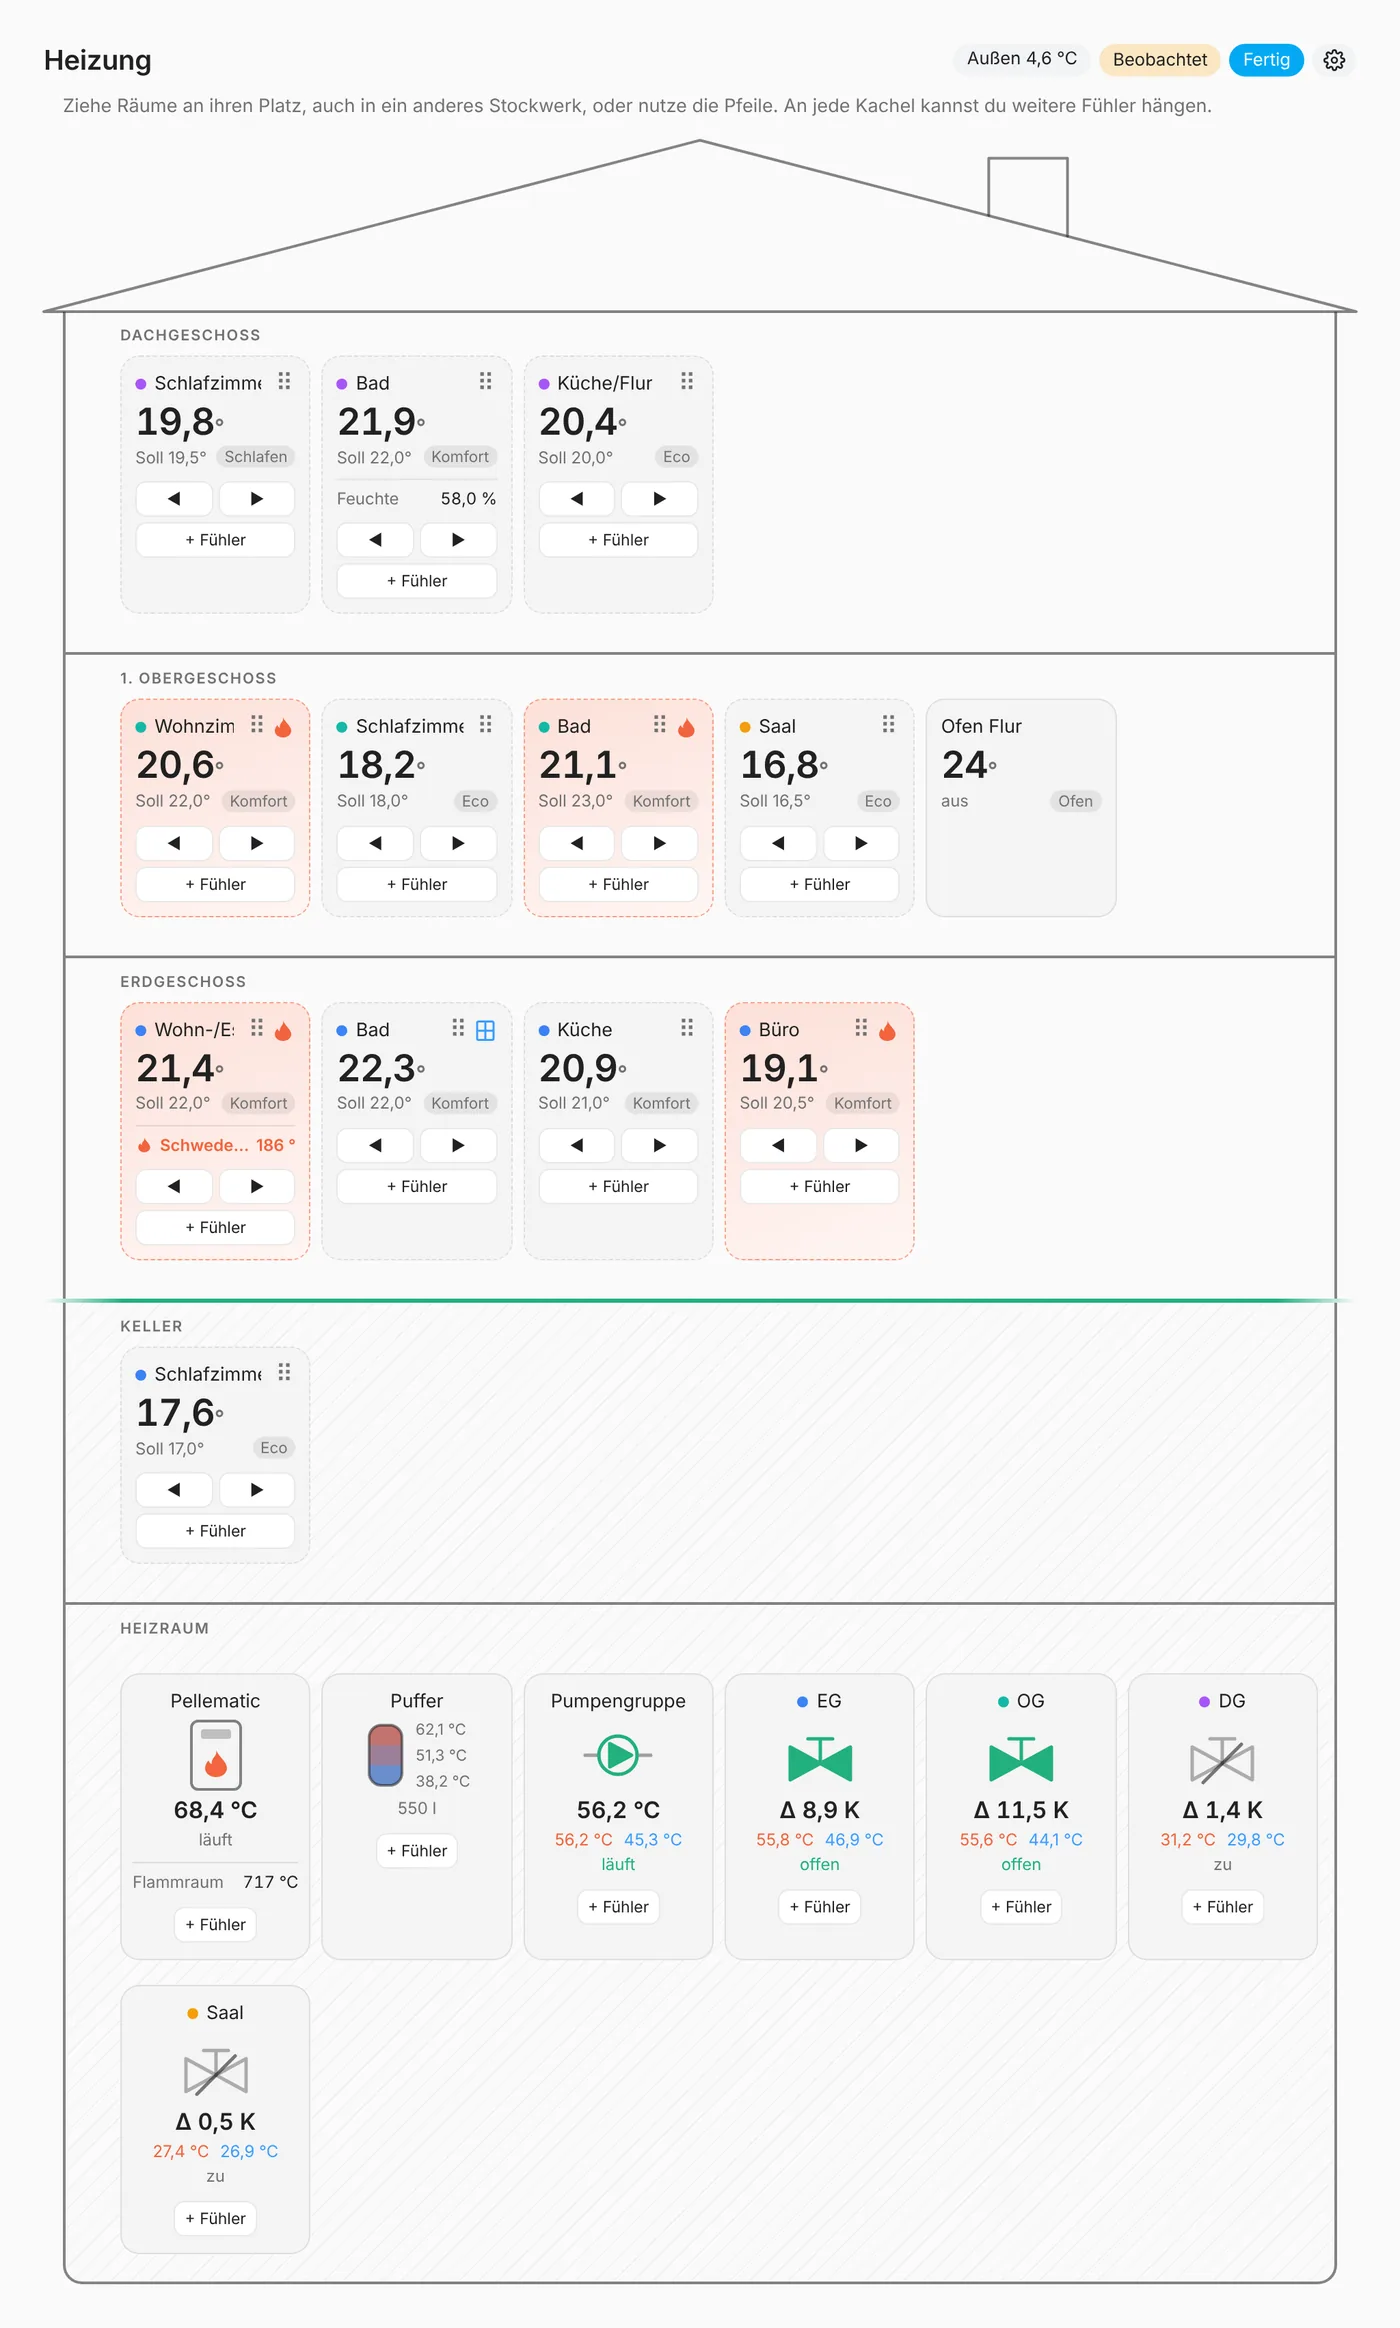 Heizung
Außen 4,6 °C
Beobachtet
Fertig
Ziehe Räume an ihren Platz, auch in ein anderes Stockwerk, oder nutze die Pfeile. An jede Kachel kannst du weitere Fühler hängen.
DACHGESCHOSS
Schlafzimme
19,8°
Soll 19,5° Schlafen
+ Fühler
Bad
21,9°
Soll 22,0° Komfort
Feuchte 58,0 %
+ Fühler
Küche/Flur
20,4°
Soll 20,0° Eco
+ Fühler
1. OBERGESCHOSS
Wohnzim
20,6°
Soll 22,0° Komfort
+ Fühler
Schlafzimme
18,2°
Soll 18,0° Eco
+ Fühler
Bad
21,1°
Soll 23,0° Komfort
+ Fühler
Saal
16,8°
Soll 16,5° Eco
+ Fühler
Ofen Flur
24°
aus Ofen
ERDGESCHOSS
Wohn-/Es
21,4°
Soll 22,0° Komfort
Schwede... 186 °
+ Fühler
Bad
22,3°
Soll 22,0° Komfort
+ Fühler
Küche
20,9°
Soll 21,0° Komfort
+ Fühler
Büro
19,1°
Soll 20,5° Komfort
+ Fühler
KELLER
Schlafzimme
17,6°
Soll 17,0° Eco
+ Fühler
HEIZRAUM
Pellematic
68,4 °C
läuft
Flammraum 717 °C
+ Fühler
Puffer
62,1 °C
51,3 °C
38,2 °C
550 l
+ Fühler
Pumpengruppe
56,2 °C
56,2 °C 45,3 °C
läuft
+ Fühler
EG
Δ 8,9 K
55,8 °C 46,9 °C
offen
+ Fühler
OG
Δ 11,5 K
55,6 °C 44,1 °C
offen
+ Fühler
DG
Δ 1,4 K
31,2 °C 29,8 °C
zu
+ Fühler
Saal
Δ 0,5 K
27,4 °C 26,9 °C
zu
+ Fühler